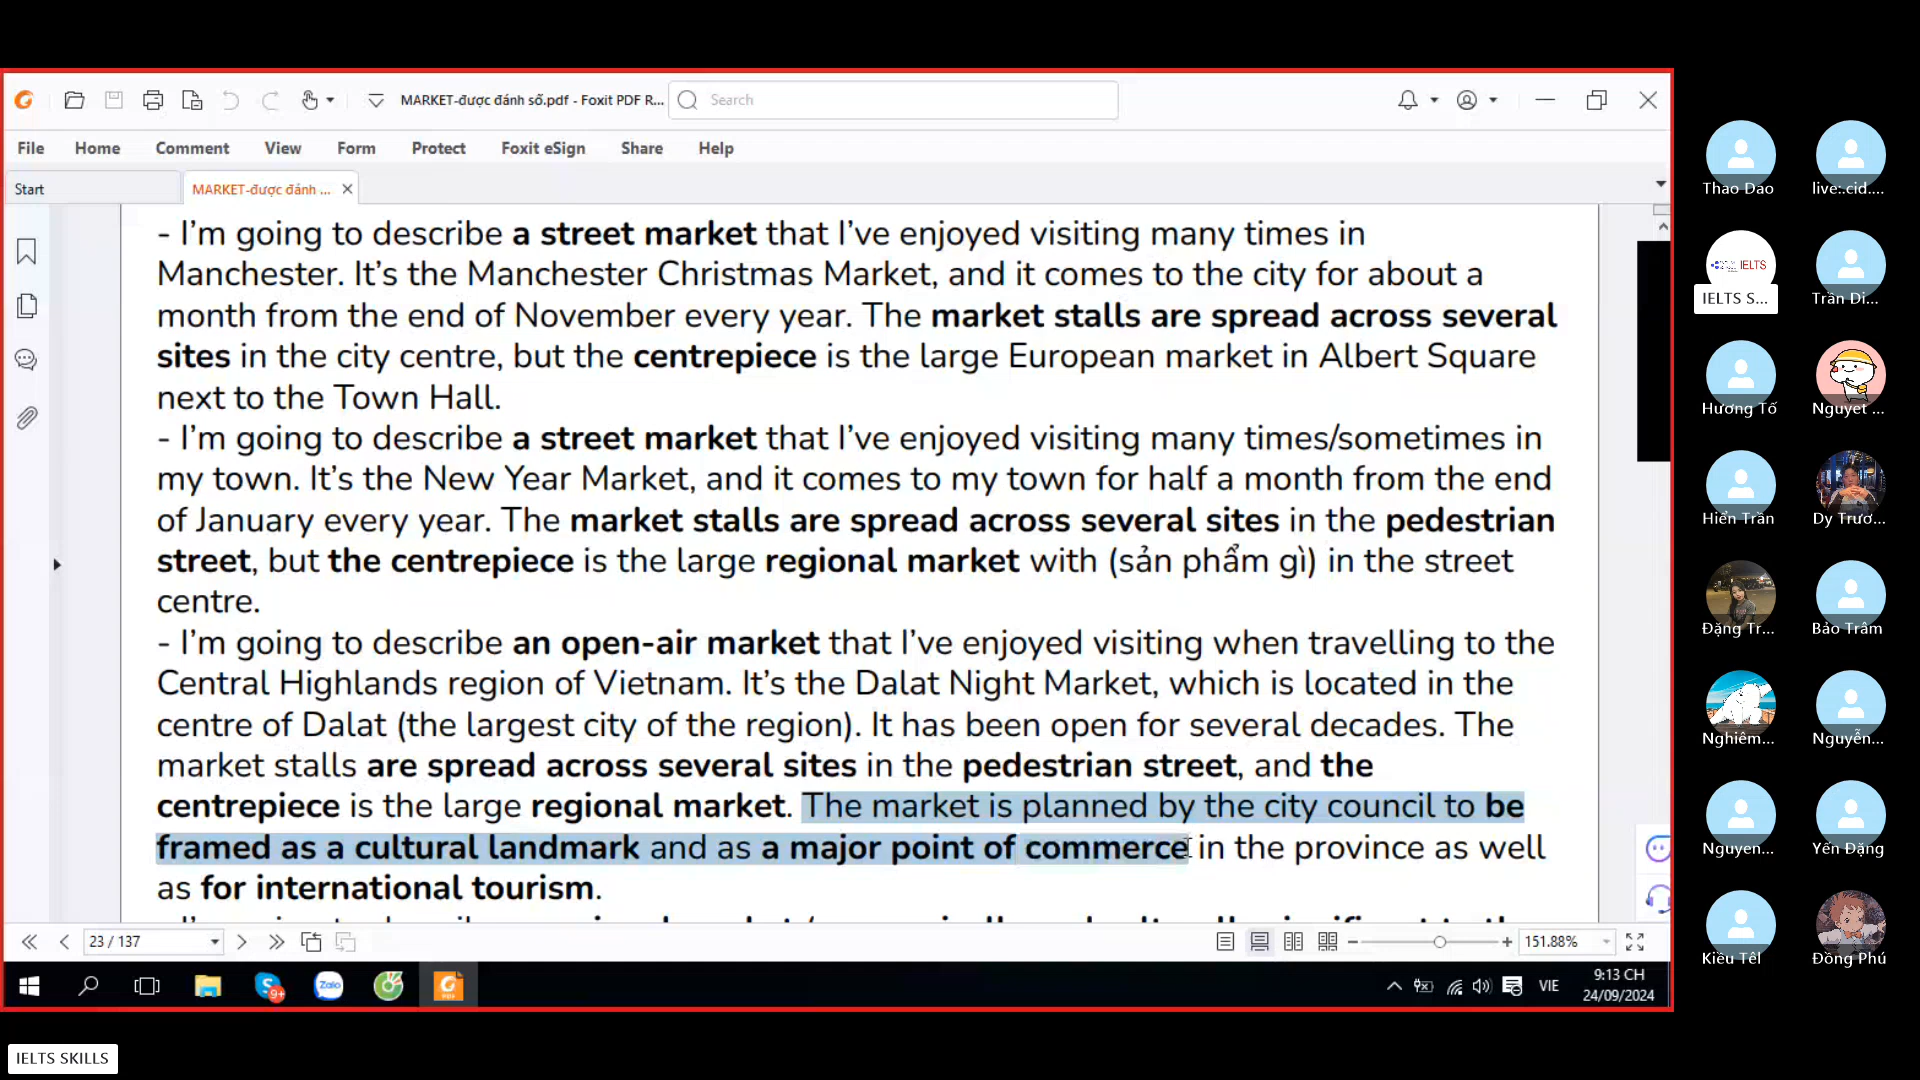 MARKET-được đánh số.pdf - Foxit PDF R...
Search
File Home Comment View Form Protect Foxit eSign Share Help
Start
MARKET-được đánh ...
- I’m going to describe a street market that I’ve enjoyed visiting many times in
Manchester. It’s the Manchester Christmas Market, and it comes to the city for about a
month from the end of November every year. The market stalls are spread across several
sites in the city centre, but the centrepiece is the large European market in Albert Square
next to the Town Hall.
- I’m going to describe a street market that I’ve enjoyed visiting many times/sometimes in
my town. It’s the New Year Market, and it comes to my town for half a month from the end
of January every year. The market stalls are spread across several sites in the pedestrian
street, but the centrepiece is the large regional market with (sản phẩm gì) in the street
centre.
- I’m going to describe an open-air market that I’ve enjoyed visiting when travelling to the
Central Highlands region of Vietnam. It’s the Dalat Night Market, which is located in the
centre of Dalat (the largest city of the region). It has been open for several decades. The
market stalls are spread across several sites in the pedestrian street, and the
centrepiece is the large regional market. The market is planned by the city council to be
framed as a cultural landmark and as a major point of commerce in the province as well
as for international tourism.
23 / 137
151.88%
9+
Zalo
PDF
VIE
9:13 CH
24/09/2024
Thao Dao
live:.cid....
IELTS
IELTS S...
Trần Di...
Hương Tố
Nguyet ...
Hiển Trần
Dy Trươ...
Đặng Tr...
Bảo Trâm
Nghiêm...
Nguyễn...
Nguyen...
Yến Đặng
Kiều Têl
Đồng Phú
IELTS SKILLS